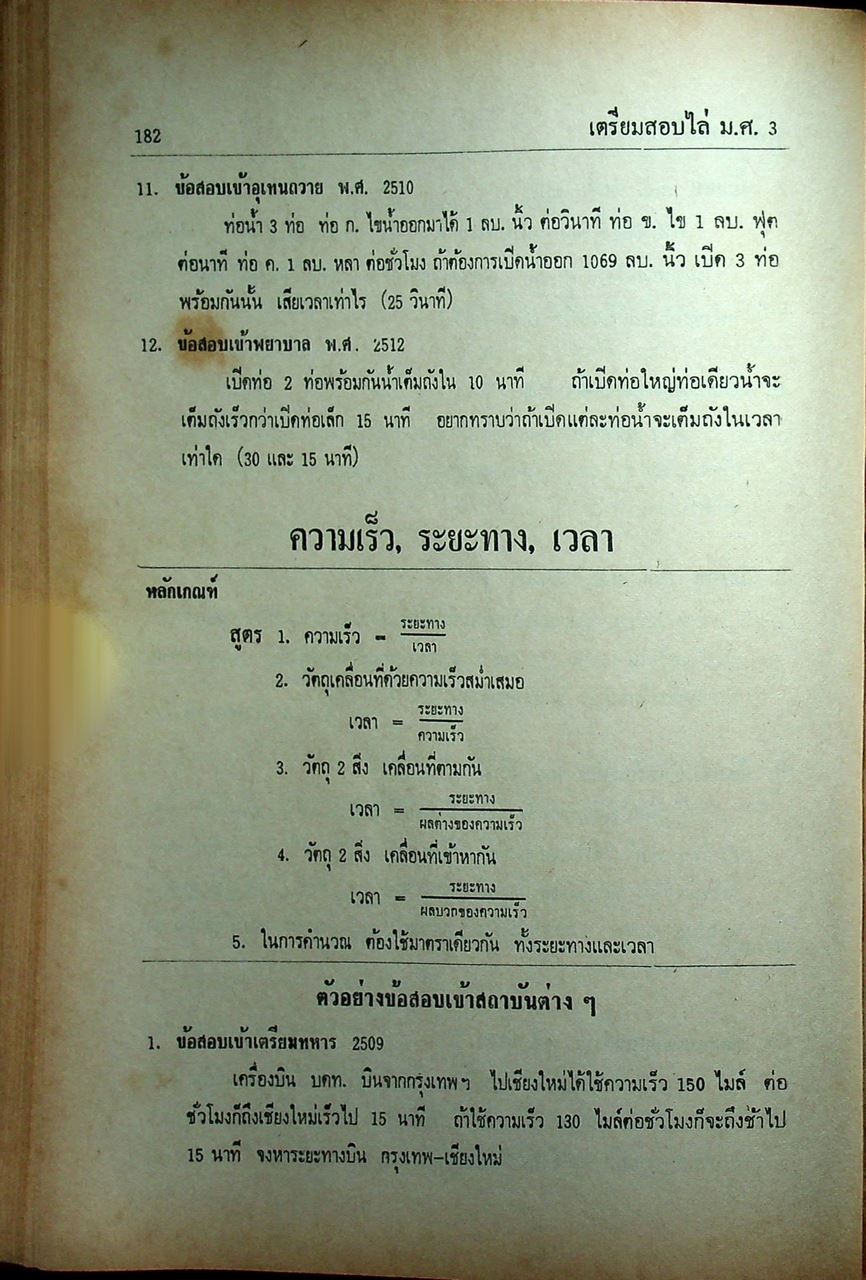 182
เตรียมสอบไล่ ม.ศ. 3
11. ข้อสอบเข้าอุเทนถวาย พ.ศ. 2510
ท่อน้ำ 3 ท่อ ท่อ ก. ไขน้ำออกมาได้ 1 ลบ. นิ้ว ต่อวินาที ท่อ ข. ไข 1 ลบ. ฟุต
ต่อนาที ท่อ ค. 1 ลบ. หลา ต่อชั่วโมง ถ้าต้องการเปิดน้ำออก 1069 ลบ. นิ้ว เปิด 3 ท่อ
พร้อมกันนั้น เสียเวลาเท่าไร (25 วินาที)
12. ข้อสอบเข้าพยาบาล พ.ศ. 2512
เปิดท่อ 2 ท่อพร้อมกันน้ำเต็มถังใน 10 นาที ถ้าเปิดท่อใหญ่ท่อเดียวน้ำจะ
เต็มถังเร็วกว่าเปิดท่อเล็ก 15 นาที อยากทราบว่าถ้าเปิดแต่ละท่อน้ำจะเต็มถังในเวลา
เท่าใด (30 และ 15 นาที)
ความเร็ว, ระยะทาง, เวลา
หลักเกณฑ์
สูตร 1. ความเร็ว = ระยะทาง
เวลา
2. วัตถุเคลื่อนที่ด้วยความเร็วสม่ำเสมอ
เวลา = ระยะทาง
ความเร็ว
3. วัตถุ 2 สิ่ง เคลื่อนที่ตามกัน
เวลา = ระยะทาง
ผลต่างของความเร็ว
4. วัตถุ 2 สิ่ง เคลื่อนที่เข้าหากัน
เวลา = ระยะทาง
ผลบวกของความเร็ว
5. ในการคำนวณ ต้องใช้มาตราเดียวกัน ทั้งระยะทางและเวลา
ตัวอย่างข้อสอบเข้าสถาบันต่าง ๆ
1. ข้อสอบเข้าเตรียมทหาร 2509
เครื่องบิน บดท. บินจากกรุงเทพฯ ไปเชียงใหม่ได้ใช้ความเร็ว 150 ไมล์ ต่อ
ชั่วโมงก็ถึงเชียงใหม่เร็วไป 15 นาที ถ้าใช้ความเร็ว 130 ไมล์ต่อชั่วโมงก็จะถึงช้าไป
15 นาที จงหาระยะทางบิน กรุงเทพ-เชียงใหม่